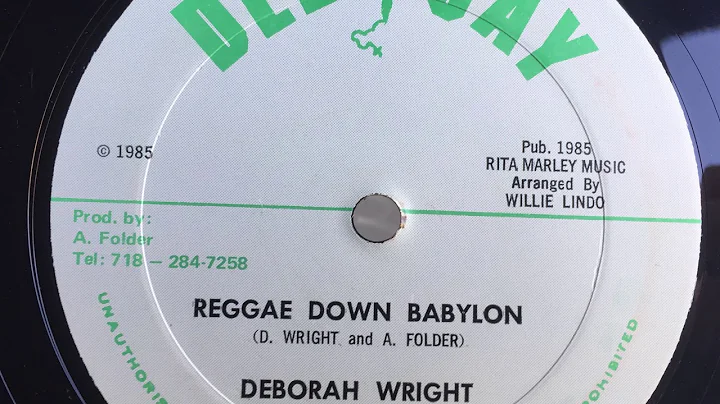 © 1985
Pub. 1985
RITA MARLEY MUSIC
Arranged By
WILLIE LINDO
Prod. by:
A. Folder
Tel: 718 – 284-7258
REGGAE DOWN BABYLON
(D. WRIGHT and A. FOLDER)
DEBORAH WRIGHT